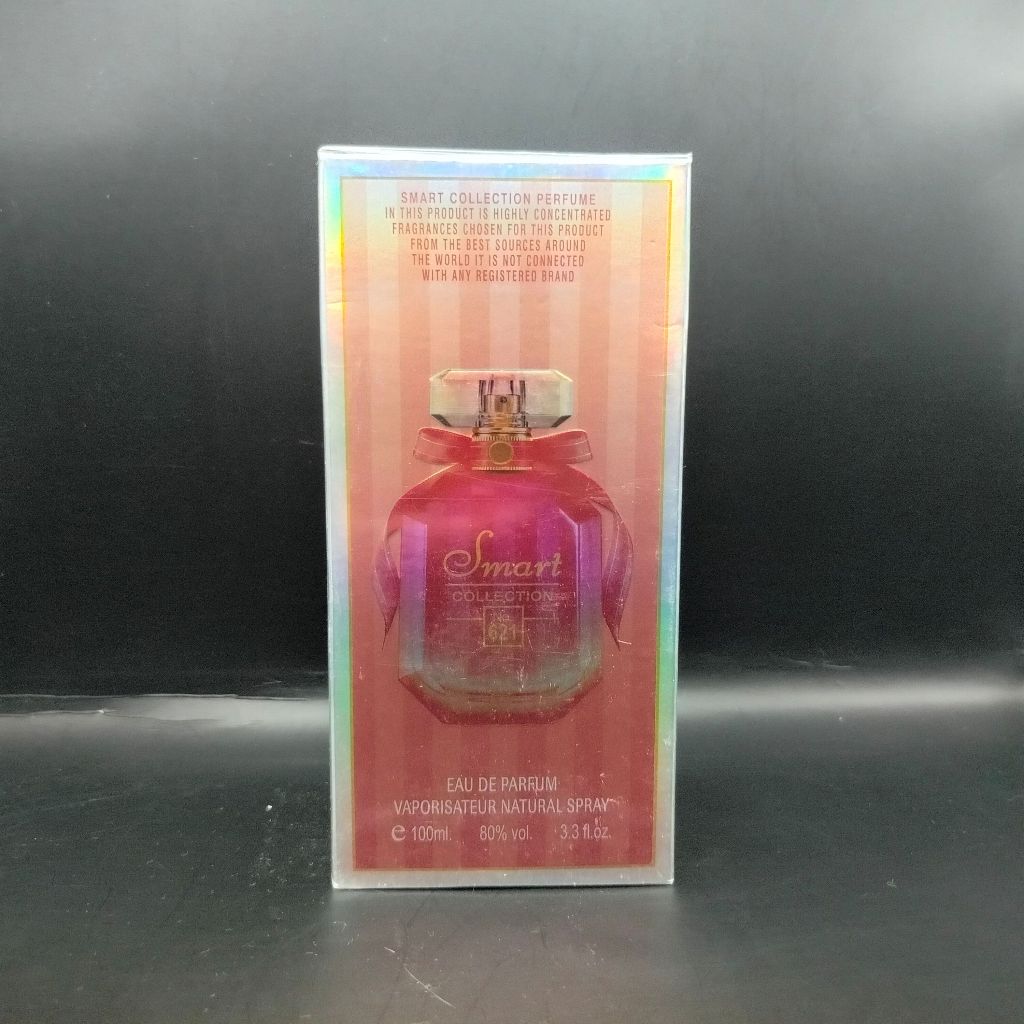 SMART COLLECTION PERFUME
IN THIS PRODUCT IS HIGHLY CONCENTRATED
FRAGRANCES CHOSEN FOR THIS PRODUCT
FROM THE BEST SOURCES AROUND
THE WORLD IT IS NOT CONNECTED
WITH ANY REGISTERED BRAND
Smart
COLLECTION
No.
621
EAU DE PARFUM
VAPORISATEUR NATURAL SPRAY
e 100ml. 80% vol. 3.3 fl.oz.